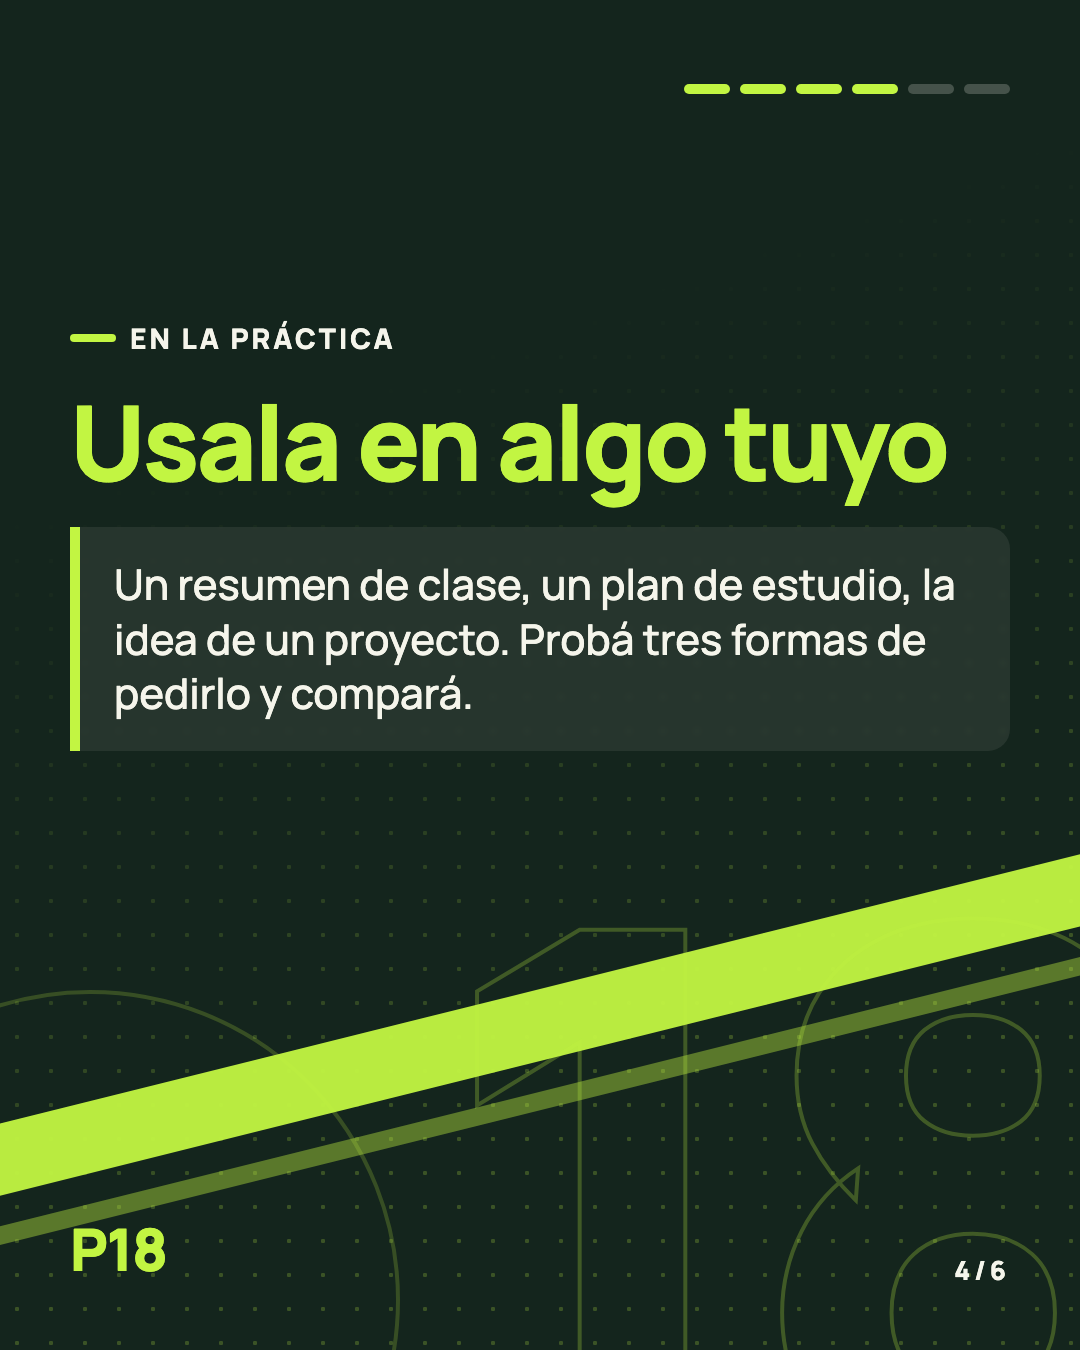 EN LA PRÁCTICA
Usala en algo tuyo
Un resumen de clase, un plan de estudio, la
idea de un proyecto. Probá tres formas de
pedirlo y compará.
P18
4 / 6